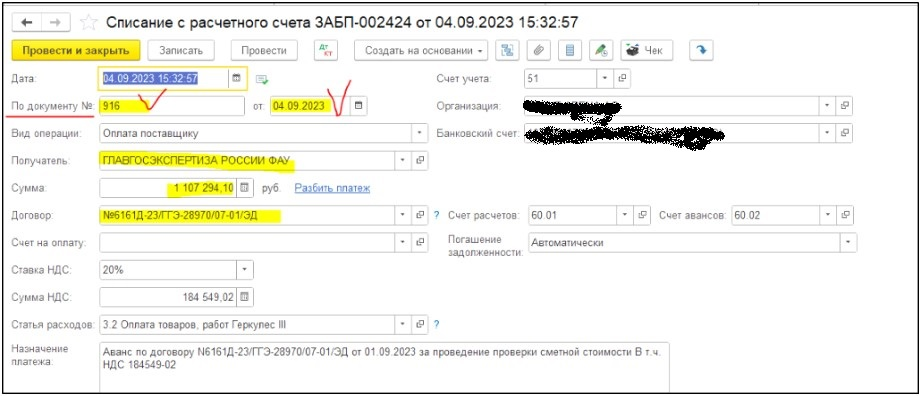 Списание с расчетного счета ЗАБП-002424 от 04.09.2023 15:32:57
Провести и закрыть Записать Провести Дт Кт Создать на основании Чек
Дата: 04.09.2023 15:32:57 Счет учета: 51
По документу №: 916 от: 04.09.2023 Организация:
Вид операции: Оплата поставщику Банковский счет:
Получатель: ГЛАВГОСЭКСПЕРТИЗА РОССИИ ФАУ
Сумма: 1 107 294,10 руб. Разбить платеж
Договор: №6161Д-23/ГГЭ-28970/07-01/ЭД ? Счет расчетов: 60.01 Счет авансов: 60.02
Счет на оплату: Погашение задолженности: Автоматически
Ставка НДС: 20%
Сумма НДС: 184 549,02
Статья расходов: 3.2 Оплата товаров, работ Геркулес III ?
Назначение платежа: Аванс по договору N6161Д-23/ГГЭ-28970/07-01/ЭД от 01.09.2023 за проведение проверки сметной стоимости В т.ч.
НДС 184549-02